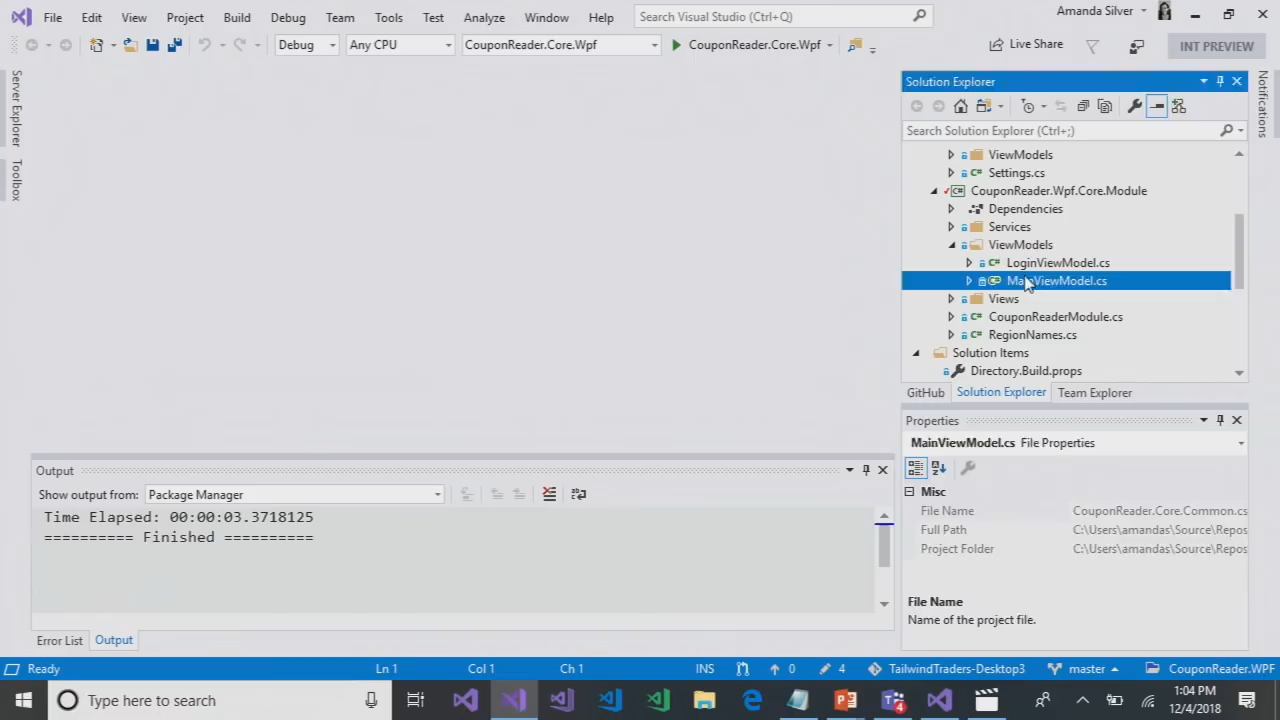 File Edit View Project Build Debug Team Tools Test Analyze Window Help Search Visual Studio (Ctrl+Q) Amanda Silver
Debug Any CPU CouponReader.Core.Wpf CouponReader.Core.Wpf Live Share INT PREVIEW
Server Explorer
Toolbox
Solution Explorer
Search Solution Explorer (Ctrl+;)
ViewModels
Settings.cs
CouponReader.Wpf.Core.Module
Dependencies
Services
ViewModels
LoginViewModel.cs
MainViewModel.cs
Views
CouponReaderModule.cs
RegionNames.cs
Solution Items
Directory.Build.props
GitHub Solution Explorer Team Explorer
Notifications
Properties
MainViewModel.cs File Properties
Misc
File Name CouponReader.Core.Common.cs
Full Path C:\Users\amandas\Source\Repos
Project Folder C:\Users\amandas\Source\Repos
File Name
Name of the project file.
Output
Show output from: Package Manager
Time Elapsed: 00:00:03.3718125
========== Finished ==========
Error List Output
Ready Ln 1 Col 1 Ch 1 INS 0 4 TailwindTraders-Desktop3 master CouponReader.WPF
Type here to search 4 1:04 PM
12/4/2018